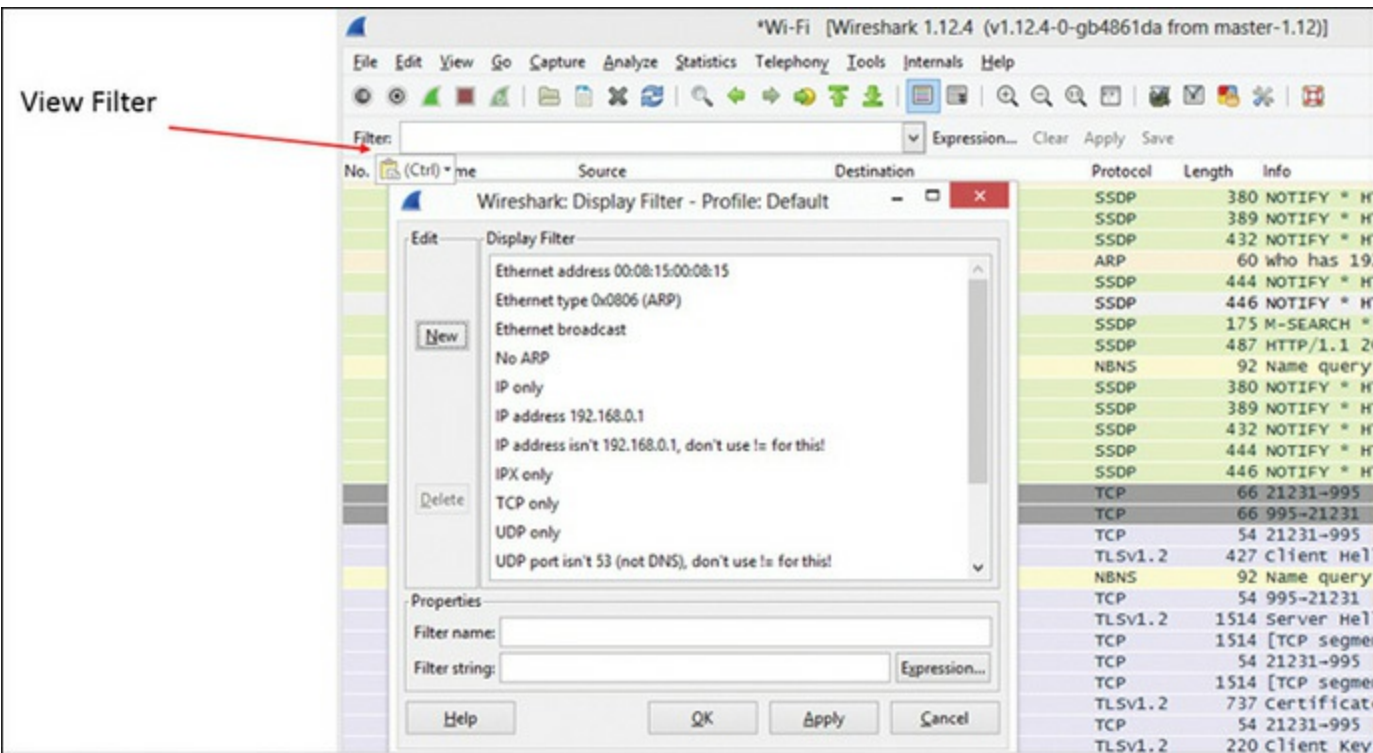 *Wi-Fi [Wireshark 1.12.4 (v1.12.4-0-gb4861da from master-1.12)]
File Edit View Go Capture Analyze Statistics Telephony Tools Internals Help
View Filter
Filter: Expression... Clear Apply Save
No. (Ctrl) me Source Destination Protocol Length Info
Wireshark: Display Filter - Profile: Default
Edit Display Filter
Ethernet address 00:08:15:00:08:15
Ethernet type 0x0806 (ARP)
Ethernet broadcast
New
No ARP
IP only
IP address 192.168.0.1
IP address isn't 192.168.0.1, don't use != for this!
IPX only
Delete
TCP only
UDP only
UDP port isn't 53 (not DNS), don't use != for this!
Properties
Filter name:
Filter string: Expression...
Help OK Apply Cancel
SSDP 380 NOTIFY * H
SSDP 389 NOTIFY * H
SSDP 432 NOTIFY * H
ARP 60 Who has 19
SSDP 444 NOTIFY * H
SSDP 446 NOTIFY * H
SSDP 175 M-SEARCH *
SSDP 487 HTTP/1.1 2
NBNS 92 Name query
SSDP 380 NOTIFY * H
SSDP 389 NOTIFY * H
SSDP 432 NOTIFY * H
SSDP 444 NOTIFY * H
SSDP 446 NOTIFY * H
TCP 66 21231→995
TCP 66 995→21231
TCP 54 21231→995
TLSv1.2 427 Client Hel
NBNS 92 Name query
TCP 54 995→21231
TLSv1.2 1514 Server Hel
TCP 1514 [TCP segme
TCP 54 21231→995
TCP 1514 [TCP segme
TLSv1.2 737 Certificat
TCP 54 21231→995
TLSv1.2 220 Client Key